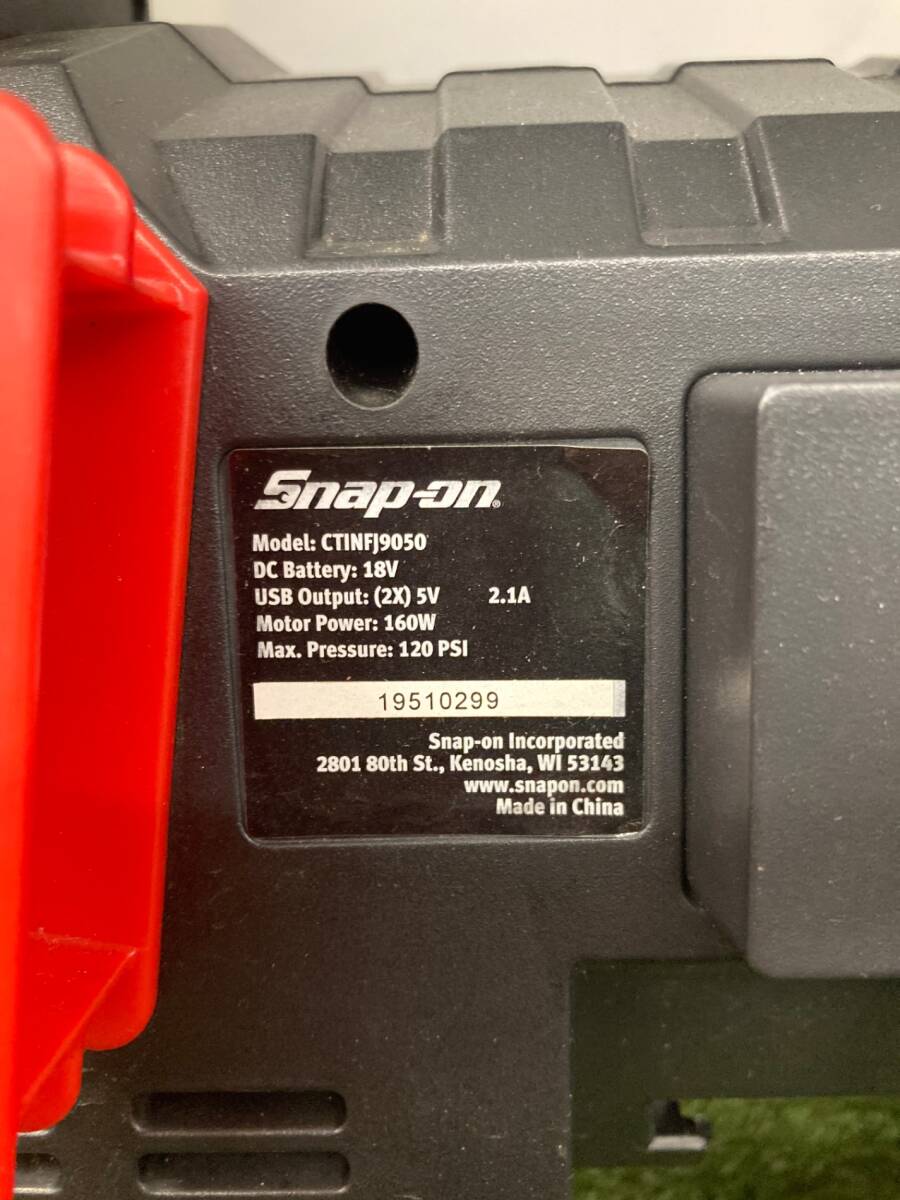 Snap-on®
Model: CTINFJ9050
DC Battery: 18V
USB Output: (2X) 5V 2.1A
Motor Power: 160W
Max. Pressure: 120 PSI
19510299
Snap-on Incorporated
2801 80th St., Kenosha, WI 53143
www.snapon.com
Made in China